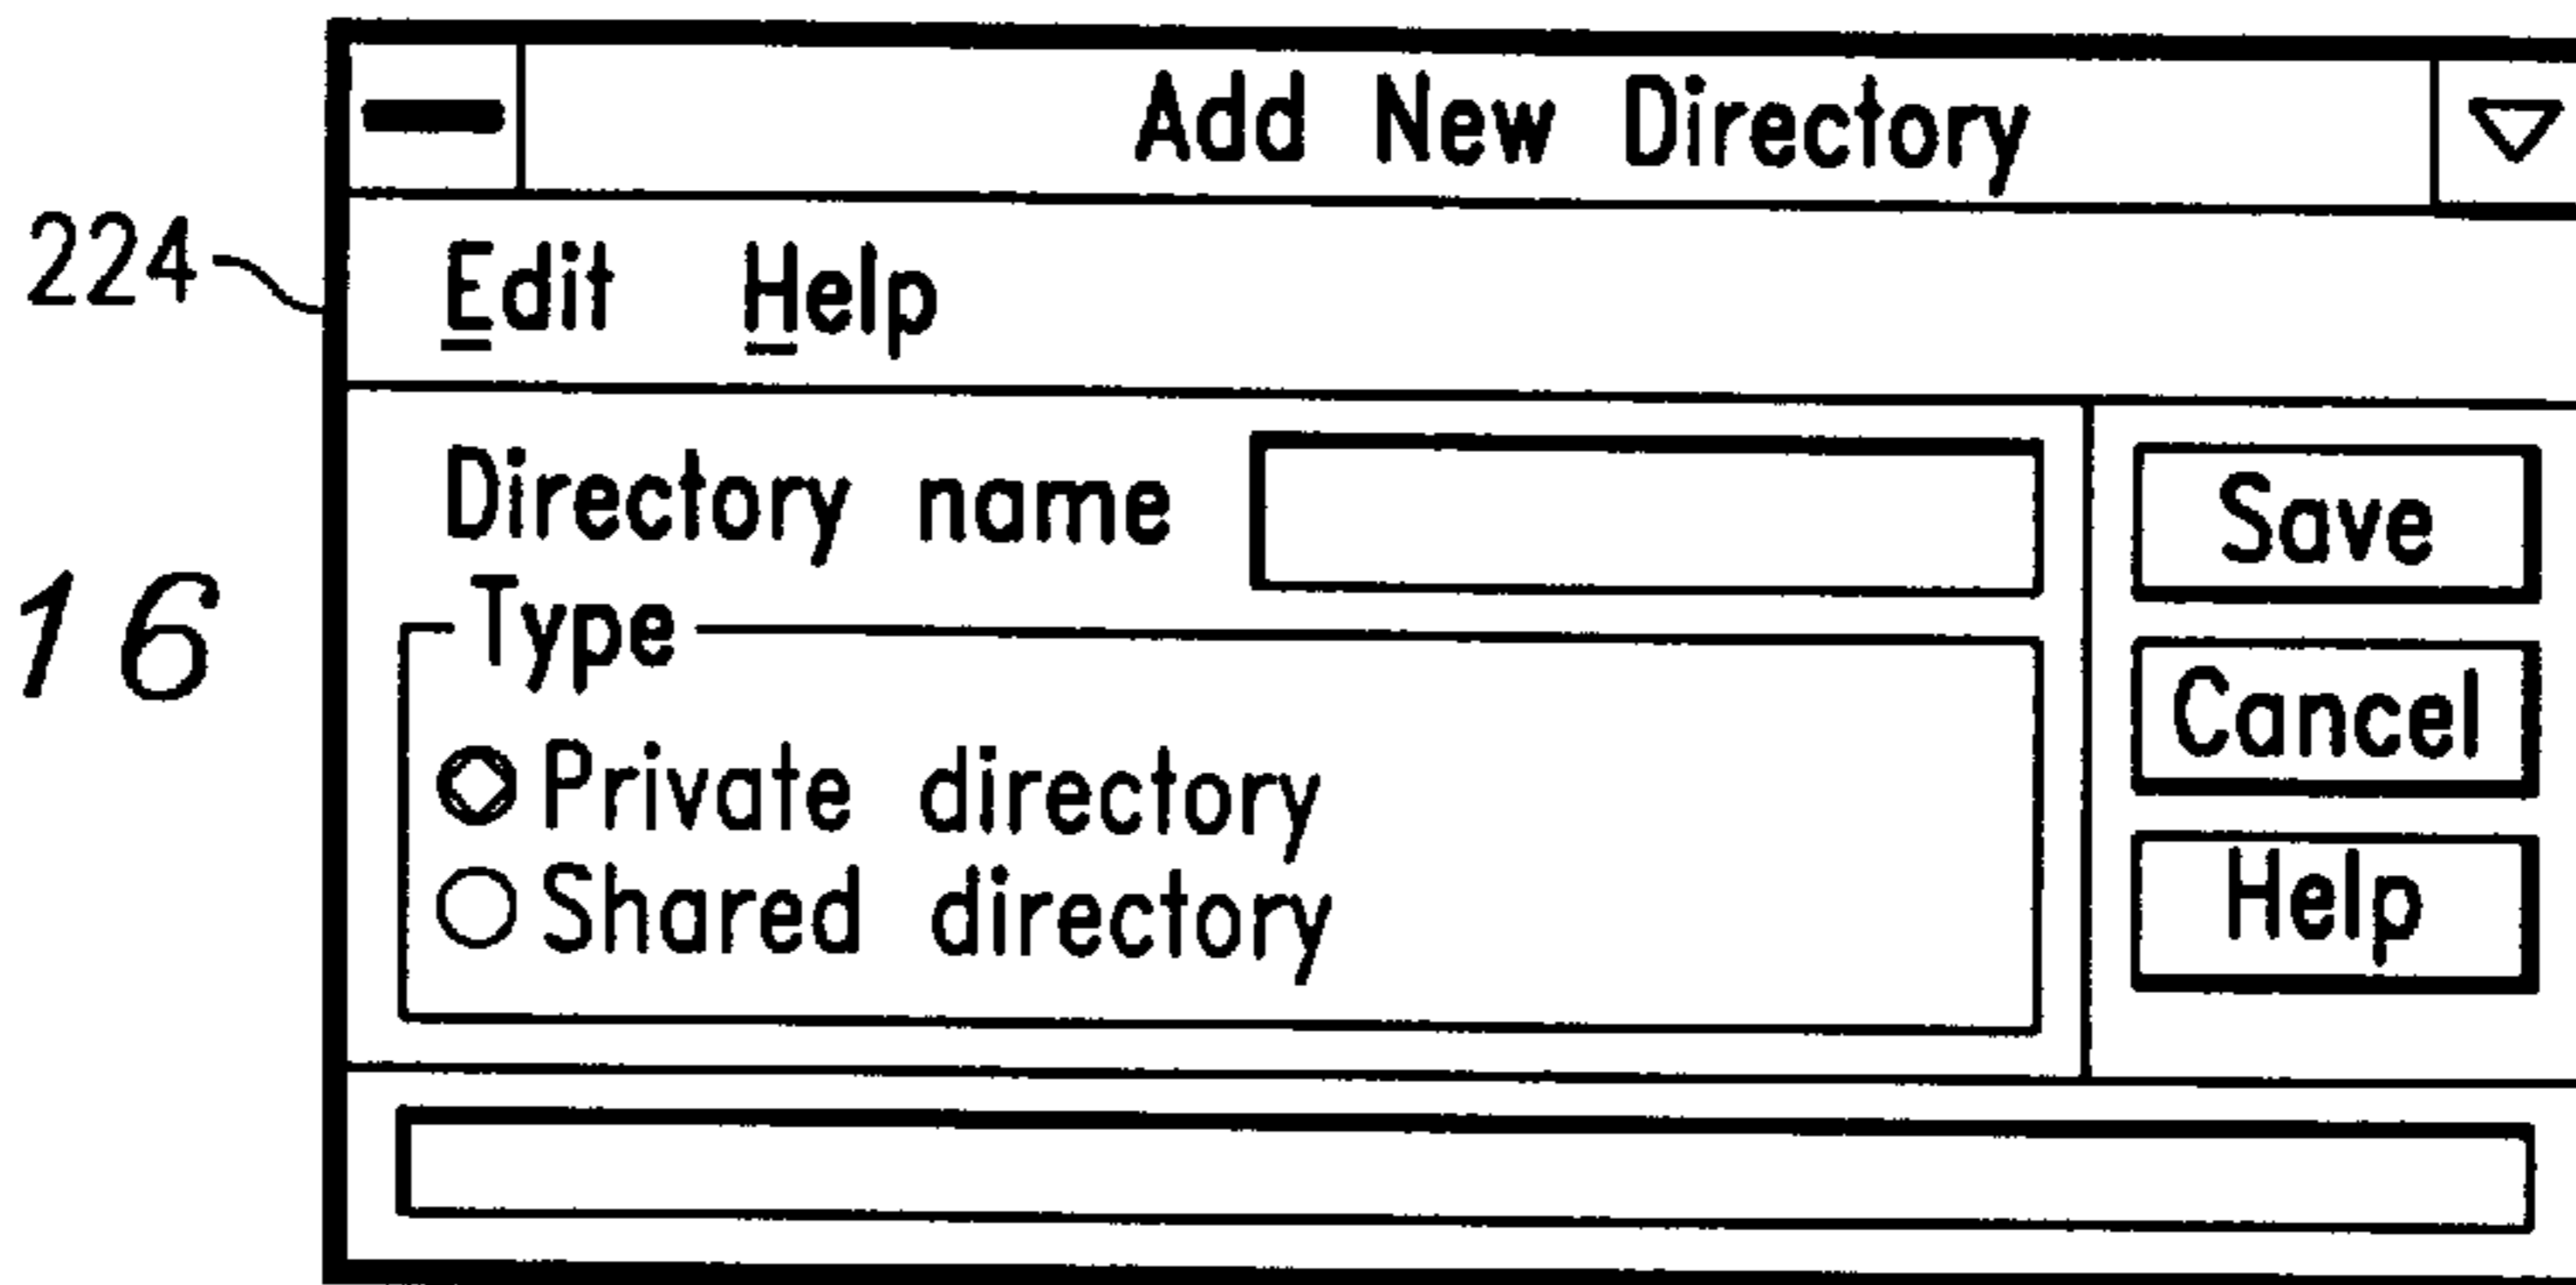 Add New Directory
224
Edit Help
Directory name
Save
16
Type
Cancel
Private directory
Help
Shared directory